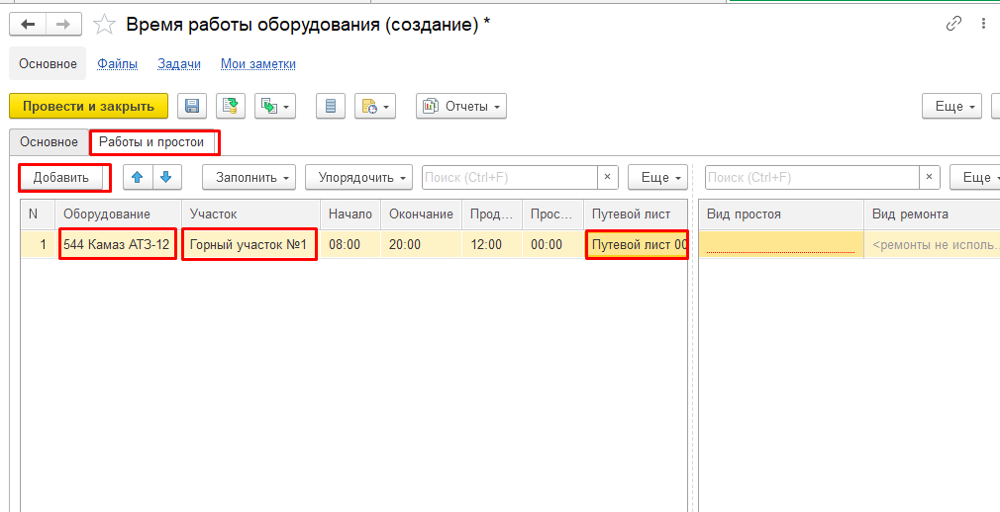 Время работы оборудования (создание) *
Основное Файлы Задачи Мои заметки
Провести и закрыть Отчеты Еще
Основное Работы и простои
Добавить Заполнить Упорядочить Поиск (Ctrl+F) × Еще Поиск (Ctrl+F) × Еще
N Оборудование Участок Начало Окончание Прод... Прос... Путевой лист Вид простоя Вид ремонта
1 544 Камаз АТЗ-12 Горный участок №1 08:00 20:00 12:00 00:00 Путевой лист 00 <ремонты не исполь...